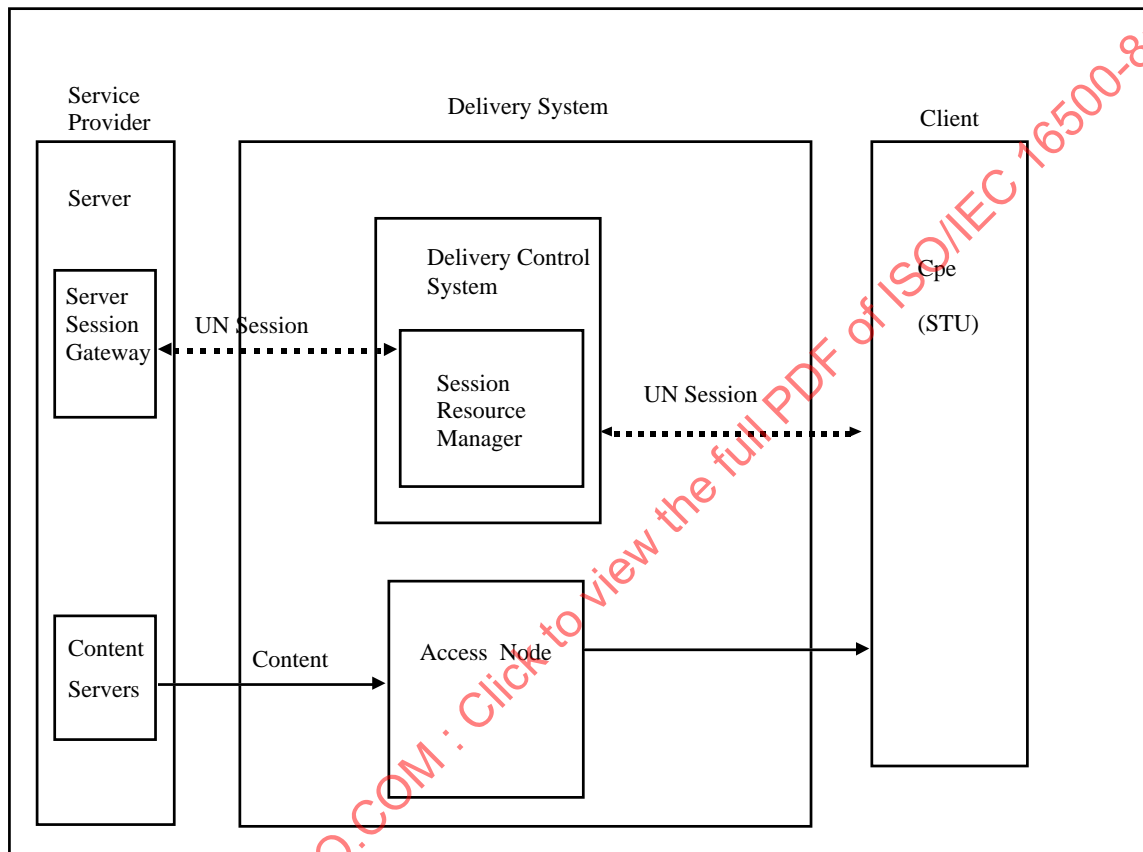 Service
Provider
Delivery System
Client
Server
Server
Session
Gateway
UN Session
Delivery Control
System
Session
Resource
Manager
UN Session
Cpe
(STU)
Content
Servers
Content
Access Node
O.COM : Click to view the full PDF of ISO/IEC 16500-8